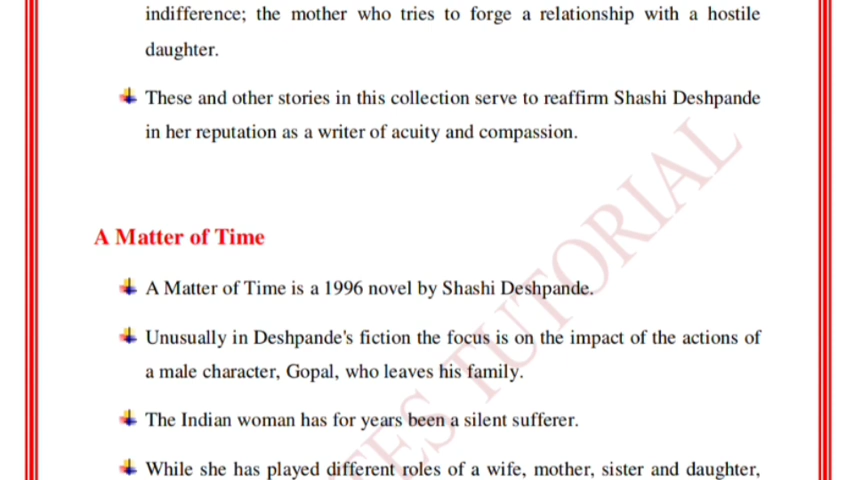 indifference; the mother who tries to forge a relationship with a hostile
daughter.
These and other stories in this collection serve to reaffirm Shashi Deshpande
in her reputation as a writer of acuity and compassion.
A Matter of Time
A Matter of Time is a 1996 novel by Shashi Deshpande.
Unusually in Deshpande's fiction the focus is on the impact of the actions of
a male character, Gopal, who leaves his family.
The Indian woman has for years been a silent sufferer.
While she has played different roles of a wife, mother, sister and daughter,
TUTORIAL